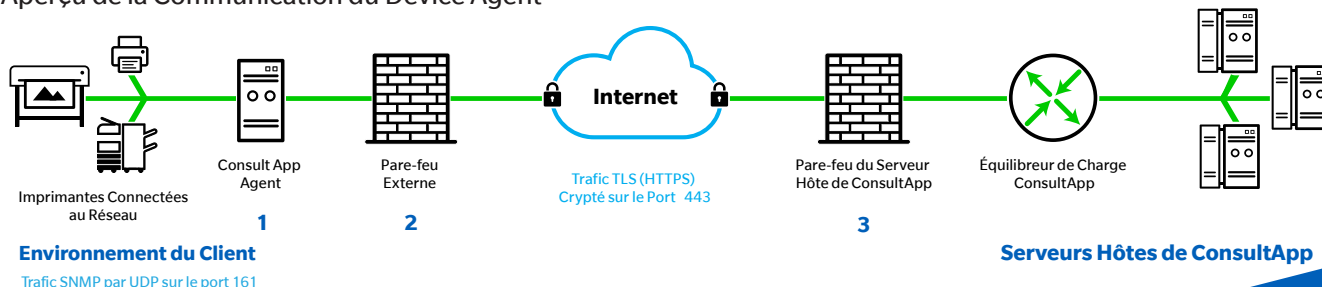 Aperçu de la Communication du Device Agent
Internet
Consult App
Agent
Pare-feu
Externe
Pare-feu du Serveur
Hôte de ConsultApp
Équilibreur de Charge
ConsultApp
Trafic TLS (HTTPS)
Crypté sur le Port 443
Imprimantes Connectées
au Réseau
1
2
3
Environnement du Client
Serveurs Hôtes de ConsultApp
Trafic SNMP par UDP sur le port 161